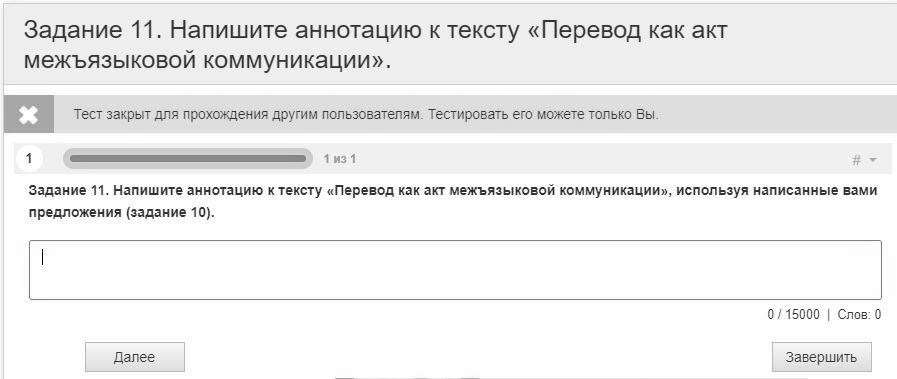 Задание 11. Напишите аннотацию к тексту «Перевод как акт
межъязыковой коммуникации».
Тест закрыт для прохождения другим пользователям. Тестировать его можете только Вы.
1
1 из 1
#
Задание 11. Напишите аннотацию к тексту «Перевод как акт межъязыковой коммуникации», используя написанные вами
предложения (задание 10).
0 / 15000 | Слов: 0
Далее
Завершить